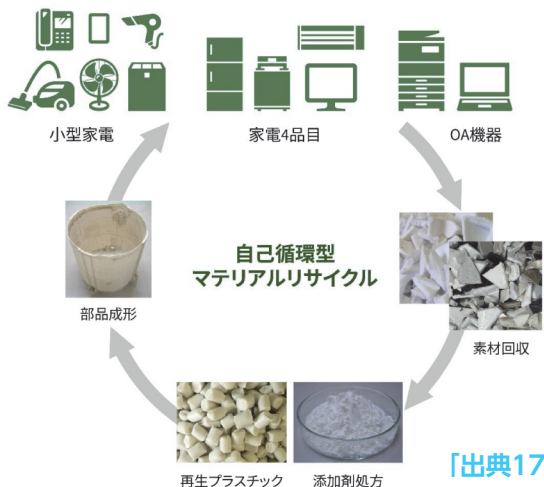 小型家電
家電4品目
OA機器
自己循環型
マテリアルリサイクル
部品成形
素材回収
再生プラスチック
添加剤処方
「出典17